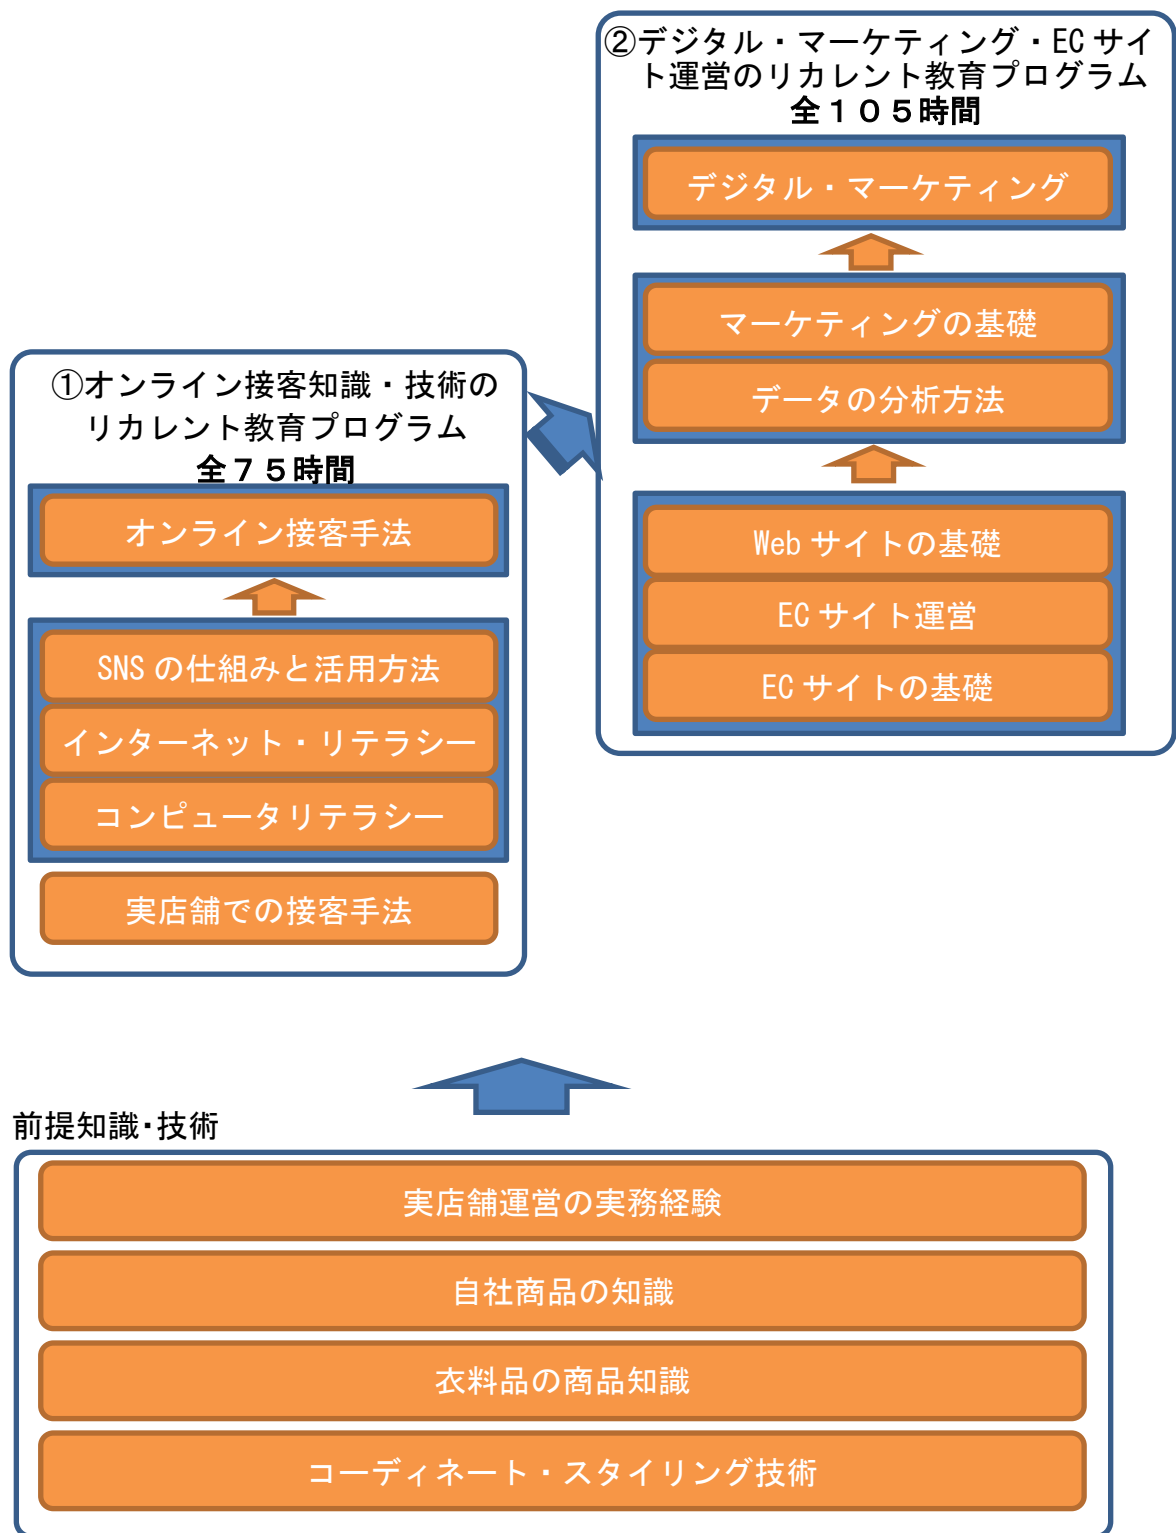 ②デジタル・マーケティング・ECサイ
ト運営のリカレント教育プログラム
全１０５時間
デジタル・マーケティング
マーケティングの基礎
データの分析方法
Webサイトの基礎
ECサイト運営
ECサイトの基礎
①オンライン接客知識・技術の
リカレント教育プログラム
全７５時間
オンライン接客手法
SNSの仕組みと活用方法
インターネット・リテラシー
コンピュータリテラシー
実店舗での接客手法
前提知識・技術
実店舗運営の実務経験
自社商品の知識
衣料品の商品知識
コーディネート・スタイリング技術